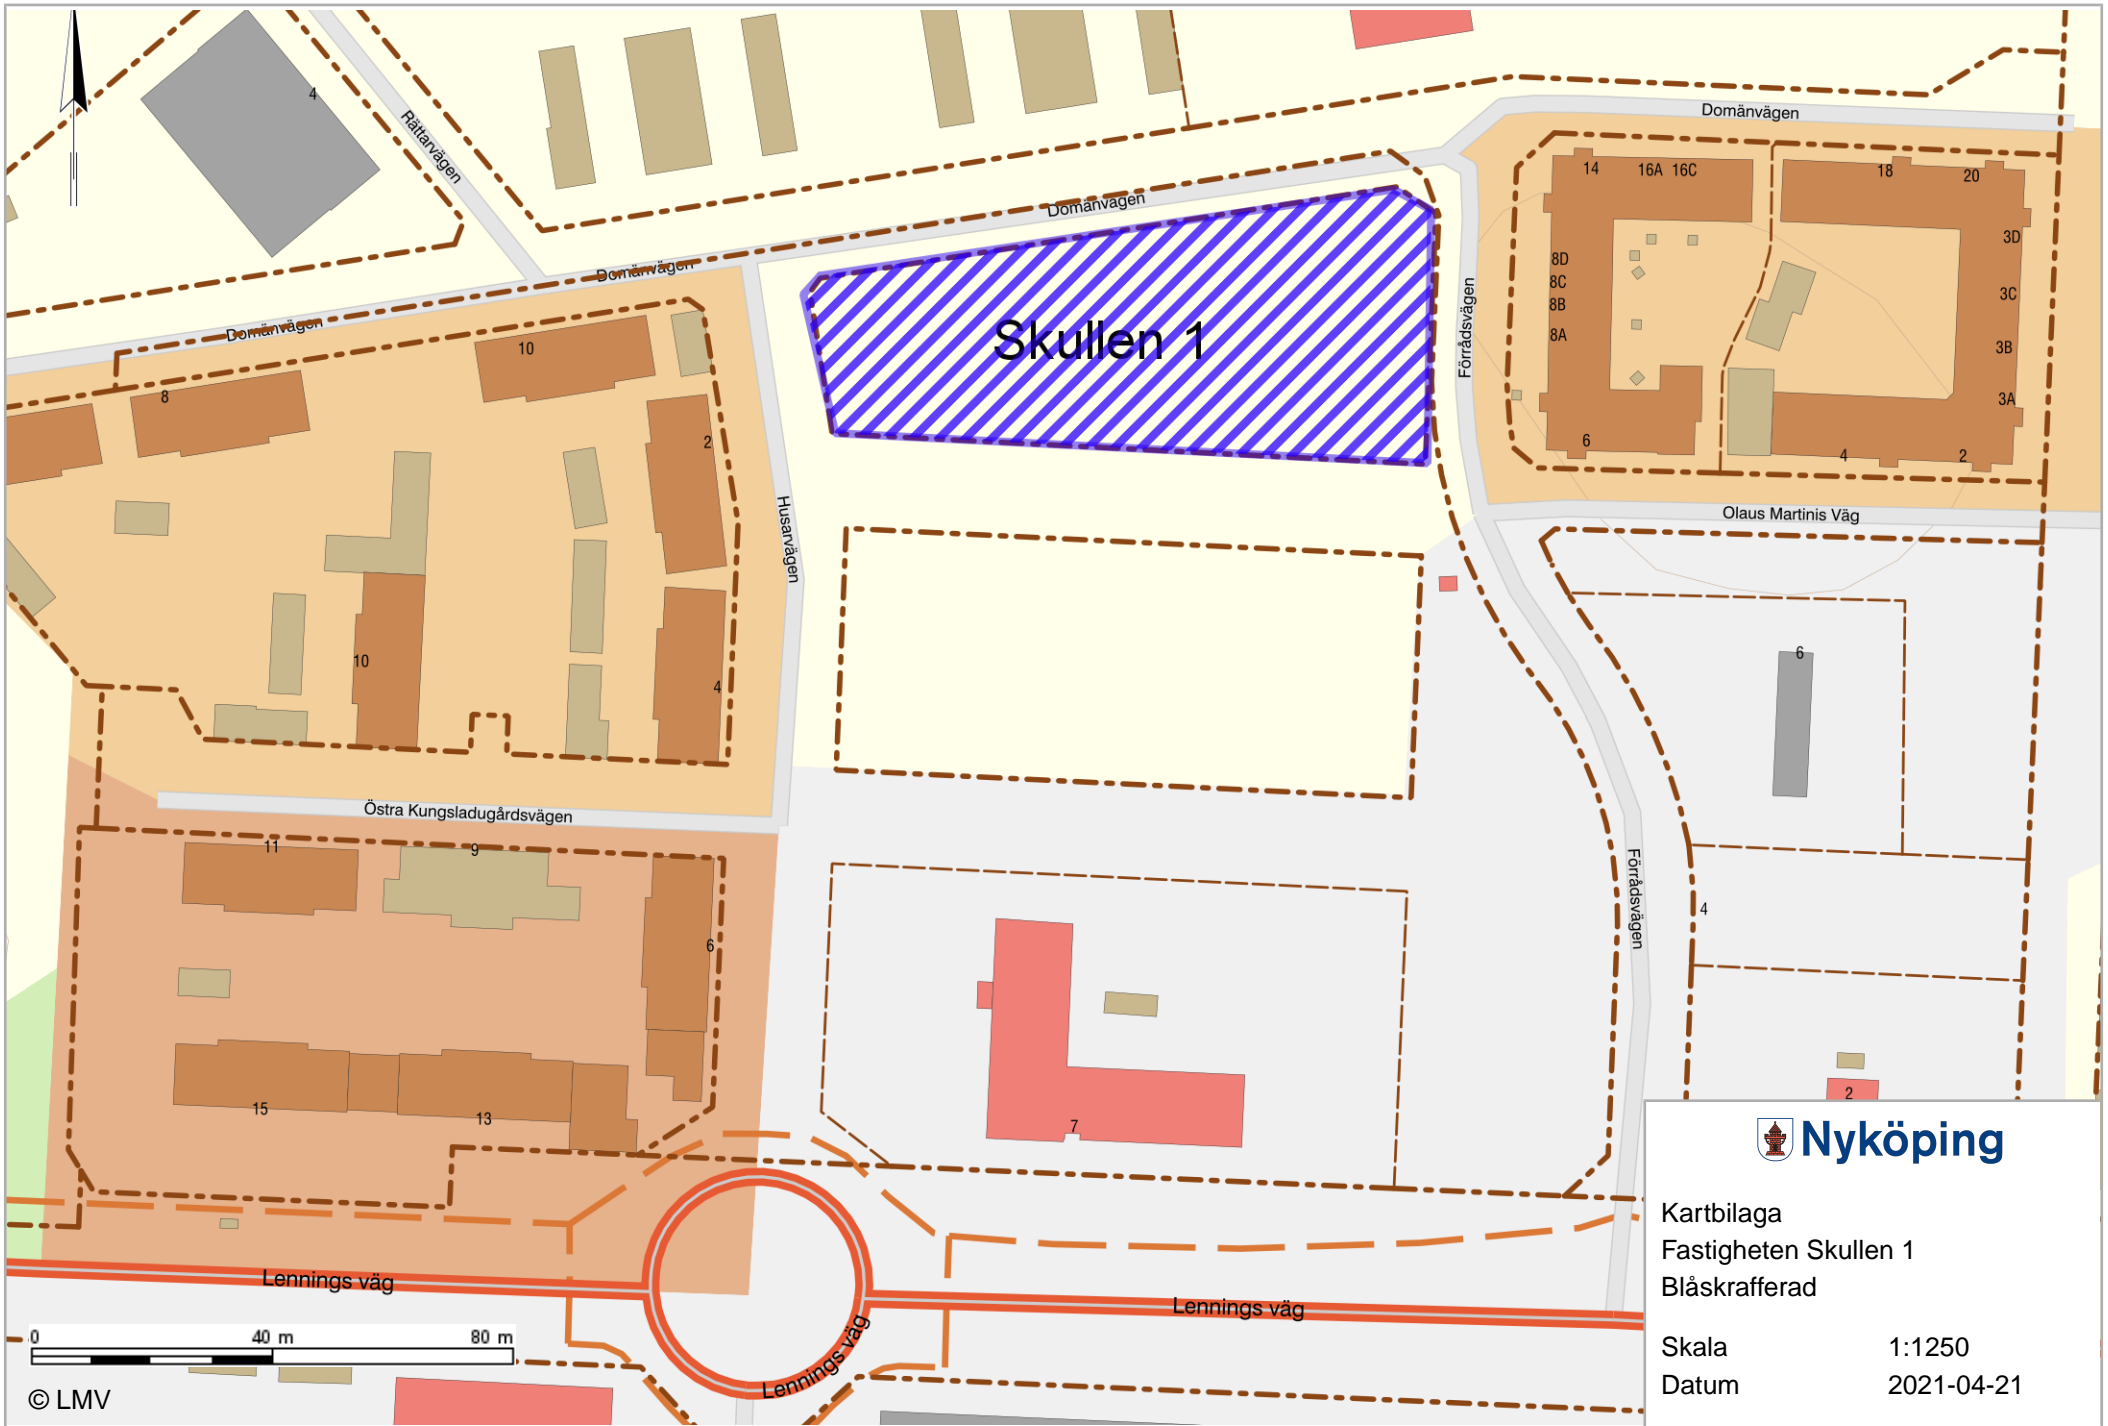 4
Rättarvägen
Domänvägen
14
16A
16C
18
20
Domänvägen
3D
8D
8C
8B
8A
3C
3B
3A
Domänvägen
Domänvägen
Förrådsvägen
Skullen 1
10
8
2
6
4
2
Husarvägen
Olaus Martinis Väg
10
4
6
Östra Kungsladugårdsvägen
11
9
6
Förrådsvägen
4
15
13
7
2
Lennings väg
Lennings väg
Lennings väg
0 40 m 80 m
© LMV
Nyköping
Kartbilaga
Fastigheten Skullen 1
Blåskrafferad
Skala 1:1250
Datum 2021-04-21